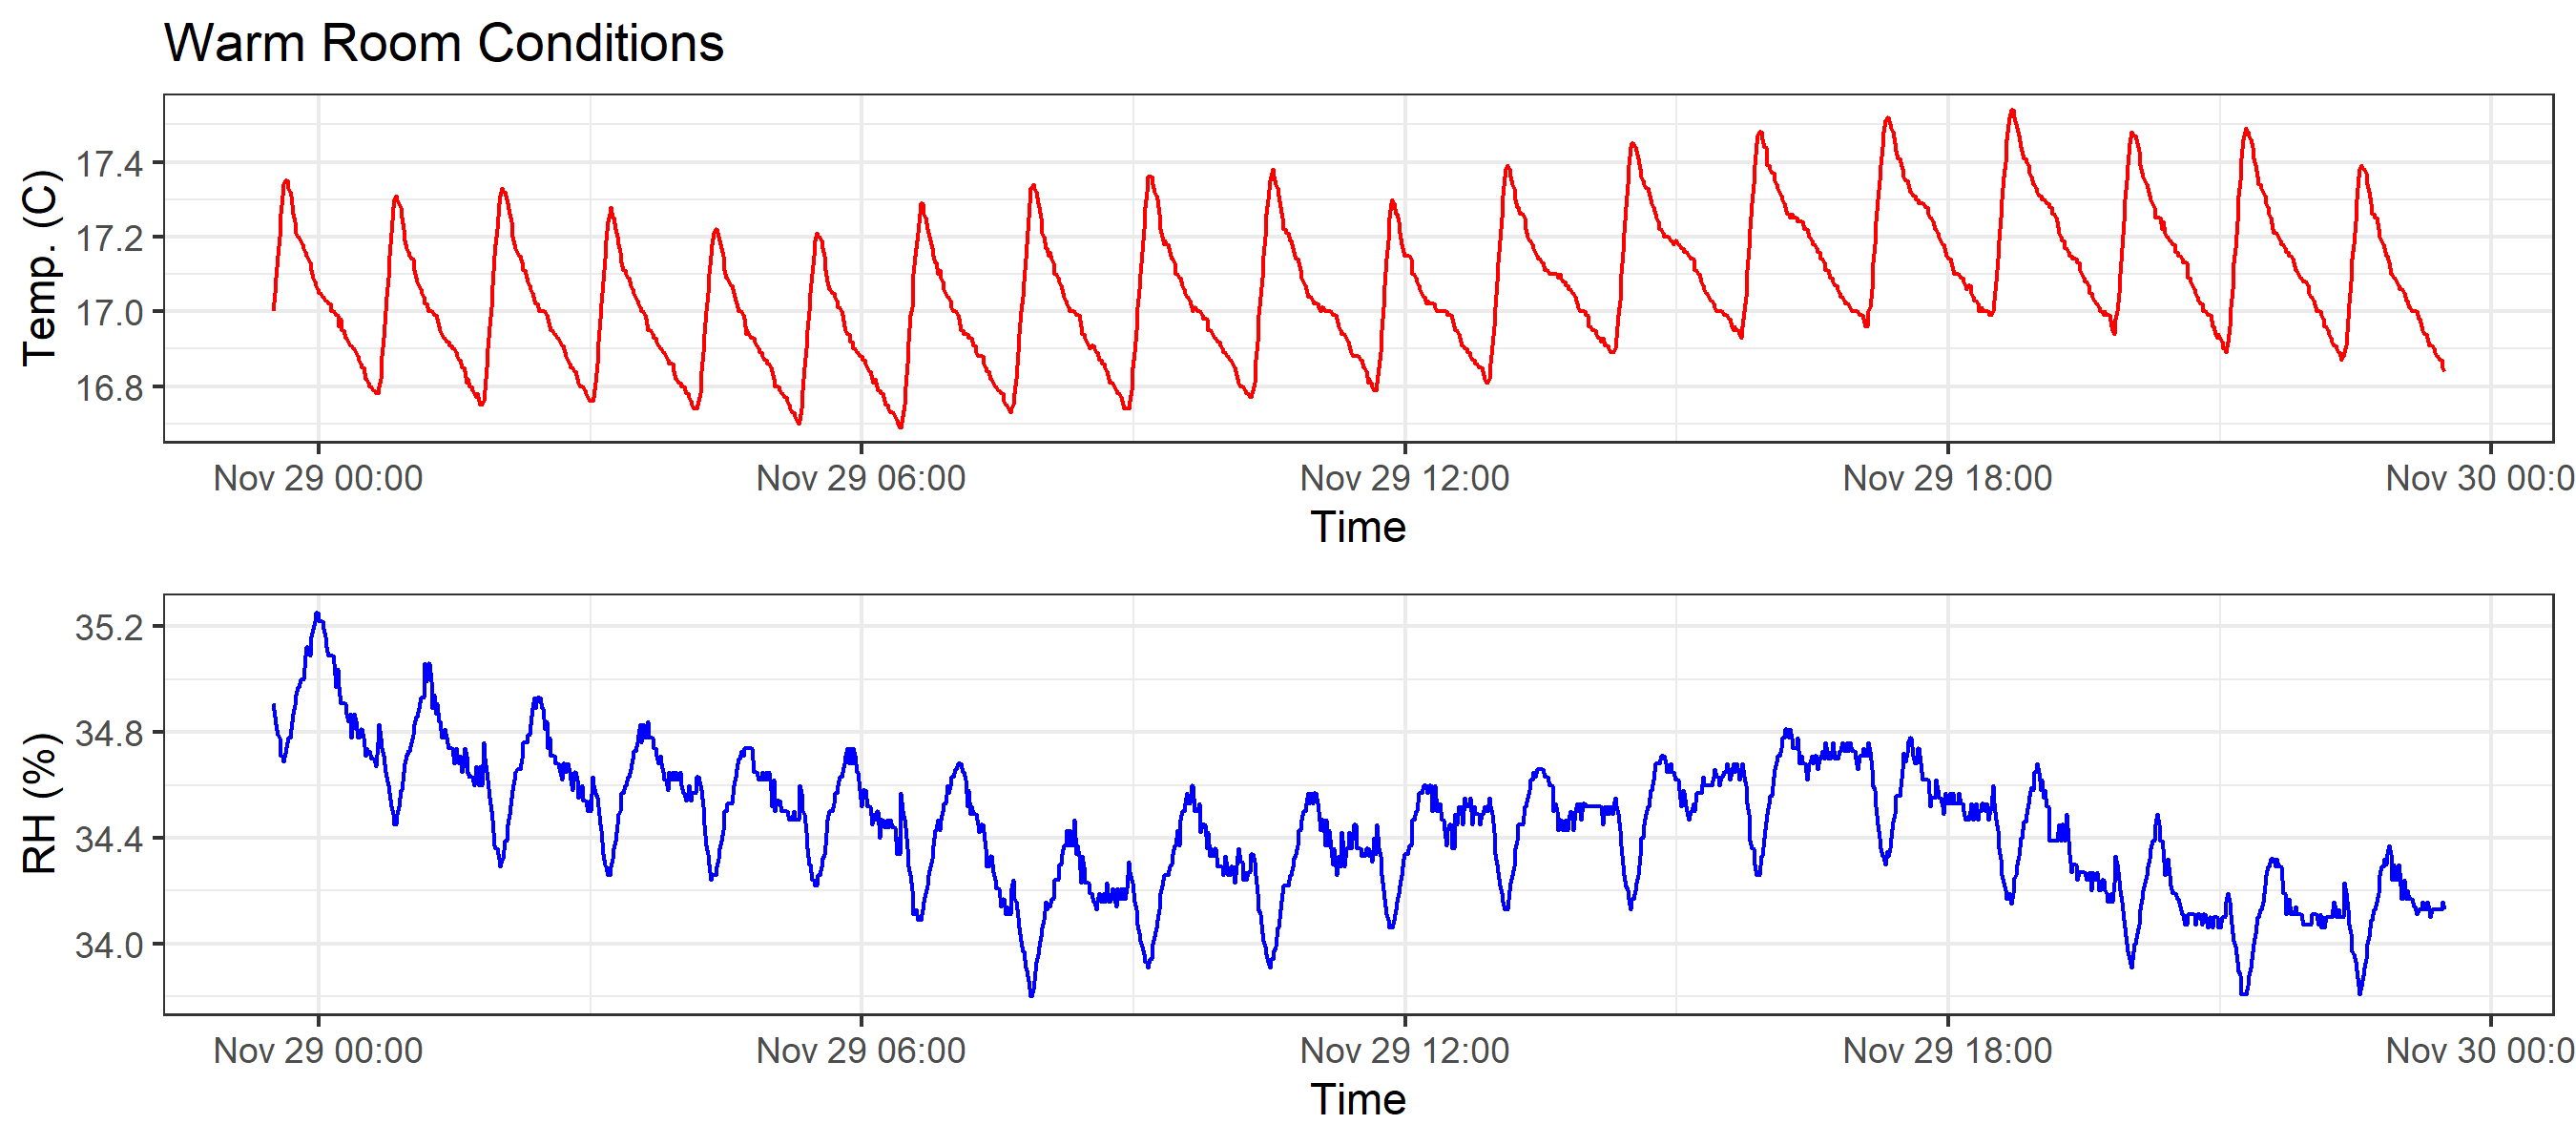 Warm Room Conditions
Temp. (C)
17.4
17.2
17.0
16.8
Nov 29 00:00 Nov 29 06:00 Nov 29 12:00 Nov 29 18:00 Nov 30 00:0
Time
RH (%)
35.2
34.8
34.4
34.0
Nov 29 00:00 Nov 29 06:00 Nov 29 12:00 Nov 29 18:00 Nov 30 00:0
Time